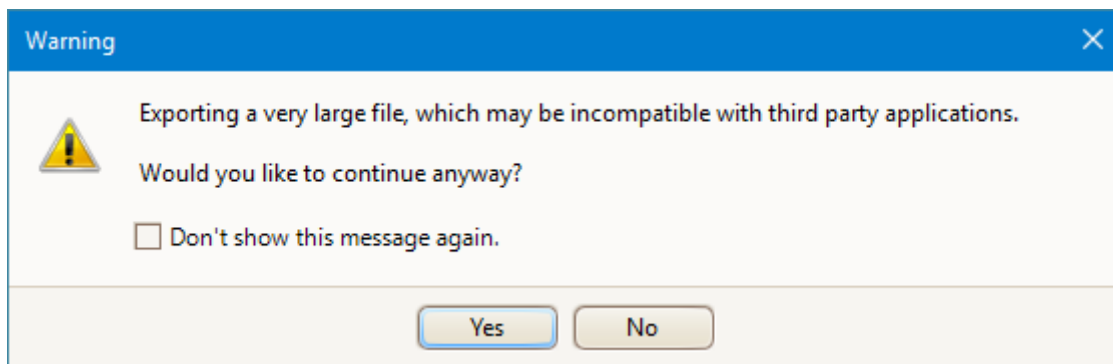 Warning
Exporting a very large file, which may be incompatible with third party applications.
Would you like to continue anyway?
Don't show this message again.
Yes No